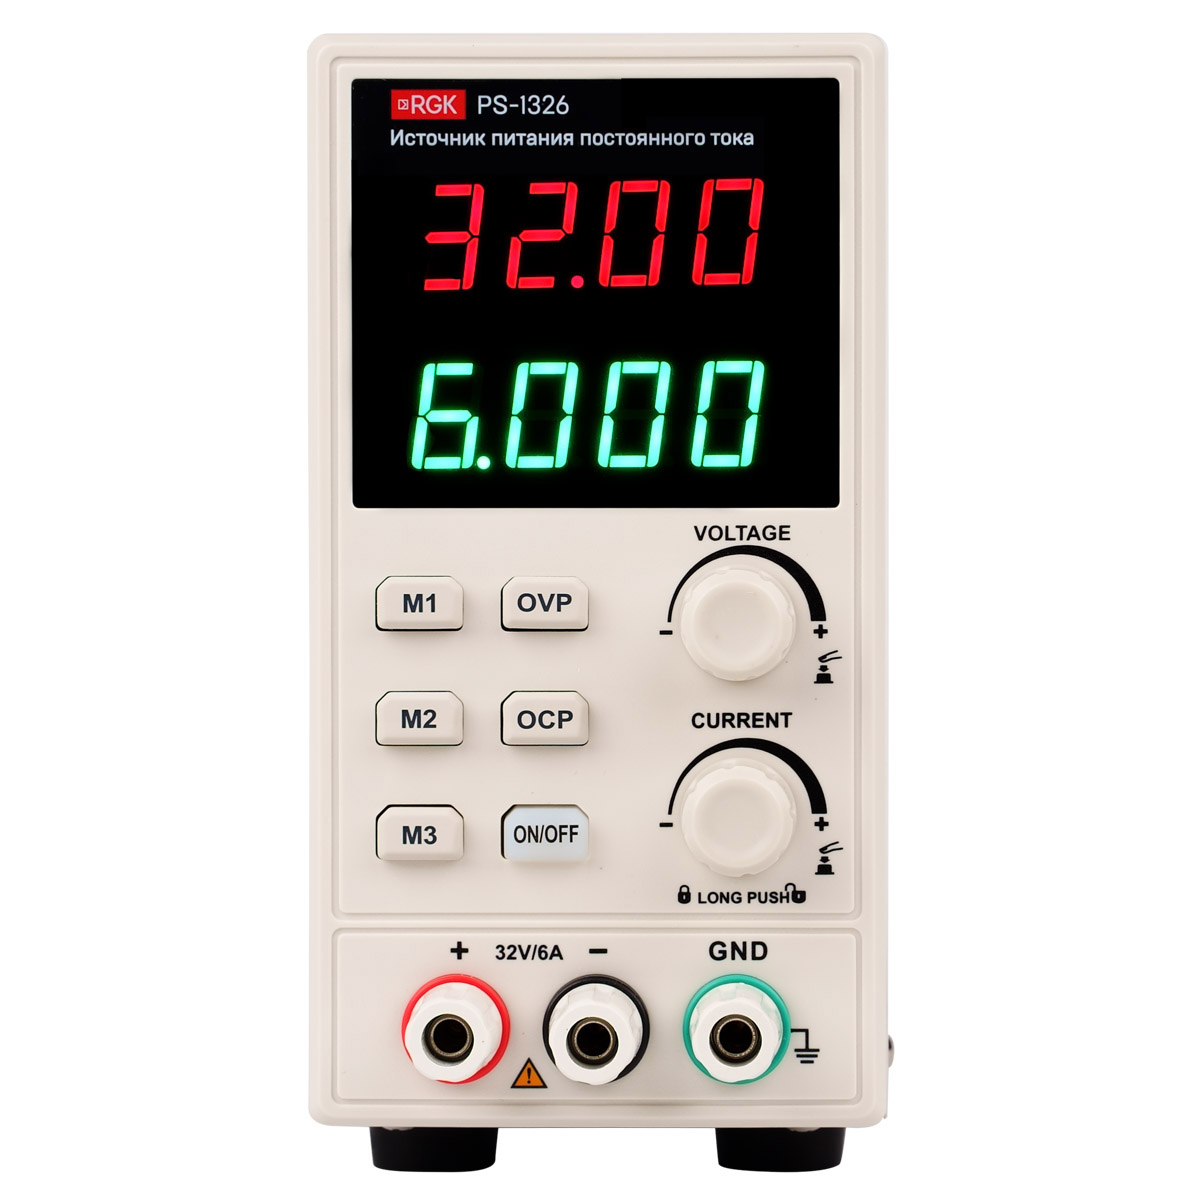 RGK PS-1326
Источник питания постоянного тока
32.00
6.000
VOLTAGE
M1 OVP
- +
M2 OCP
CURRENT
M3 ON/OFF
- +
LONG PUSH
+ 32V/6A - GND